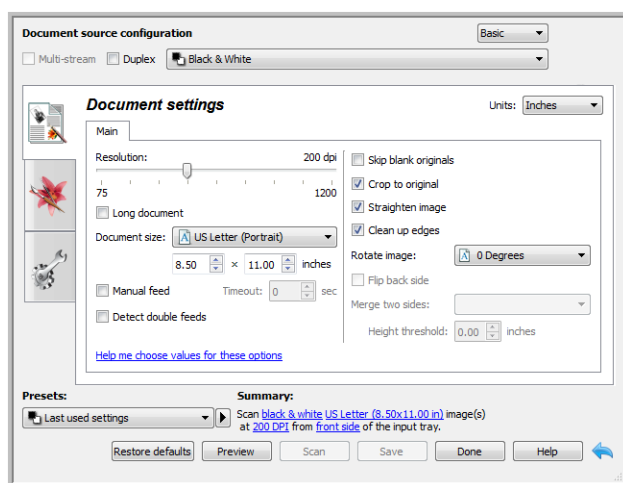 Document source configuration
Basic
Multi-stream
Duplex
Black & White
Document settings
Units:
Inches
Main
Resolution:
200 dpi
75
1200
Long document
Document size:
US Letter (Portrait)
8.50
×
11.00
inches
Manual feed
Timeout:
0
sec
Detect double feeds
Help me choose values for these options
Skip blank originals
Crop to original
Straighten image
Clean up edges
Rotate image:
0 Degrees
Flip back side
Merge two sides:
Height threshold:
0.00
inches
Presets:
Last used settings
Summary:
Scan black & white US Letter (8.50x11.00 in) image(s)
at 200 DPI from front side of the input tray.
Restore defaults
Preview
Scan
Save
Done
Help